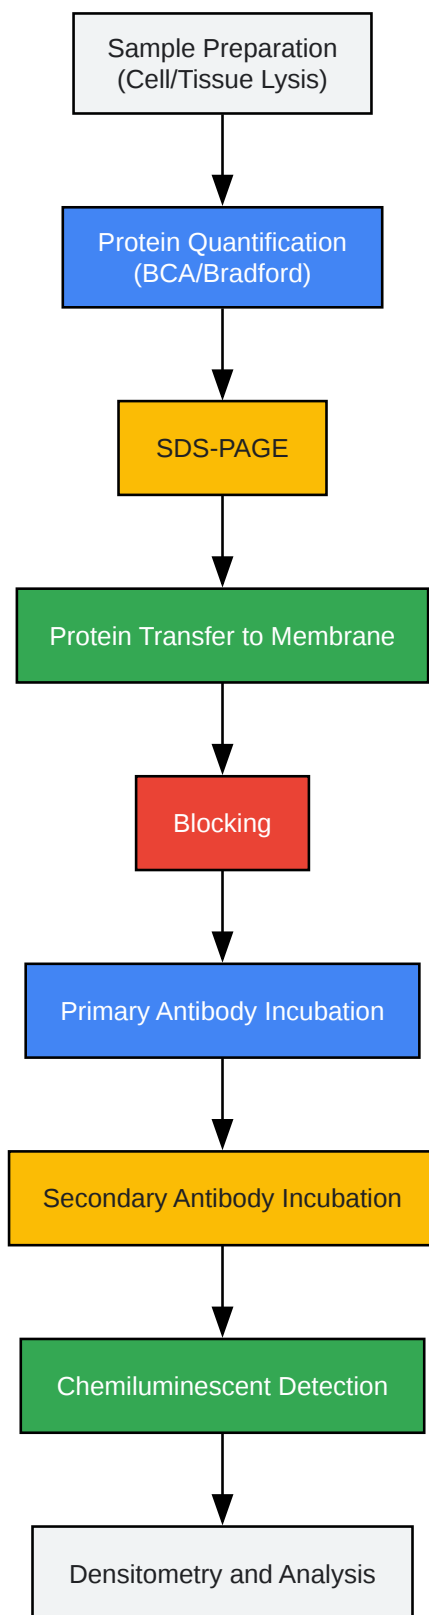 Sample Preparation
(Cell/Tissue Lysis)
Protein Quantification
(BCA/Bradford)
SDS-PAGE
Protein Transfer to Membrane
Blocking
Primary Antibody Incubation
Secondary Antibody Incubation
Chemiluminescent Detection
Densitometry and Analysis